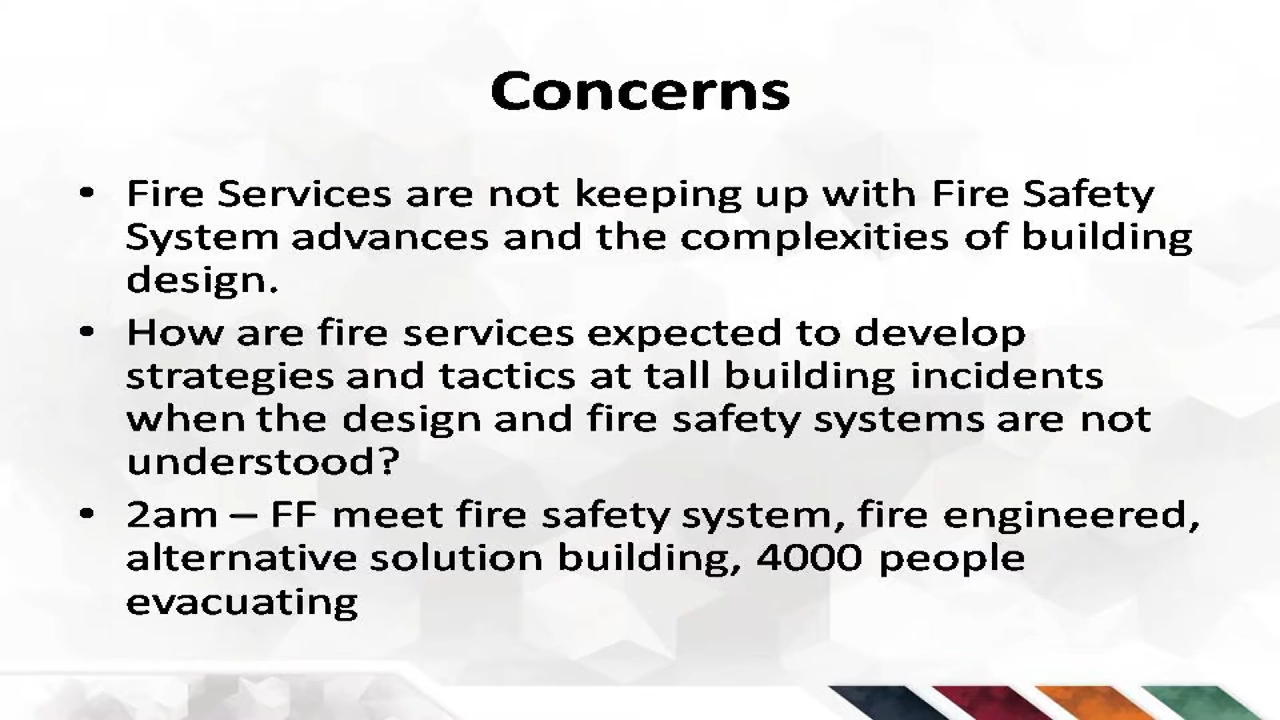 Concerns
• Fire Services are not keeping up with Fire Safety
System advances and the complexities of building
design.
• How are fire services expected to develop
strategies and tactics at tall building incidents
when the design and fire safety systems are not
understood?
• 2am – FF meet fire safety system, fire engineered,
alternative solution building, 4000 people
evacuating